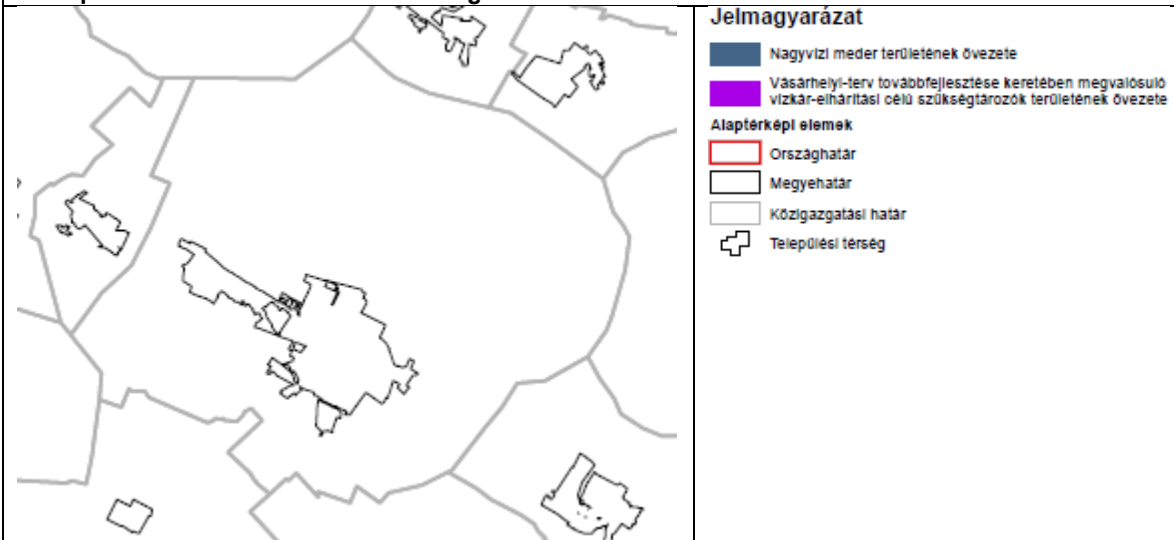 Jelmagyarázat
Nagyvízi meder területének övezete
Vásárhelyi-terv továbbfejlesztése keretében megvalósuló
vízkár-elhárítási célú szükségtározók területének övezete
Alaptérképi elemek
Országhatár
Megyehatár
Közigazgatási határ
Települési térség